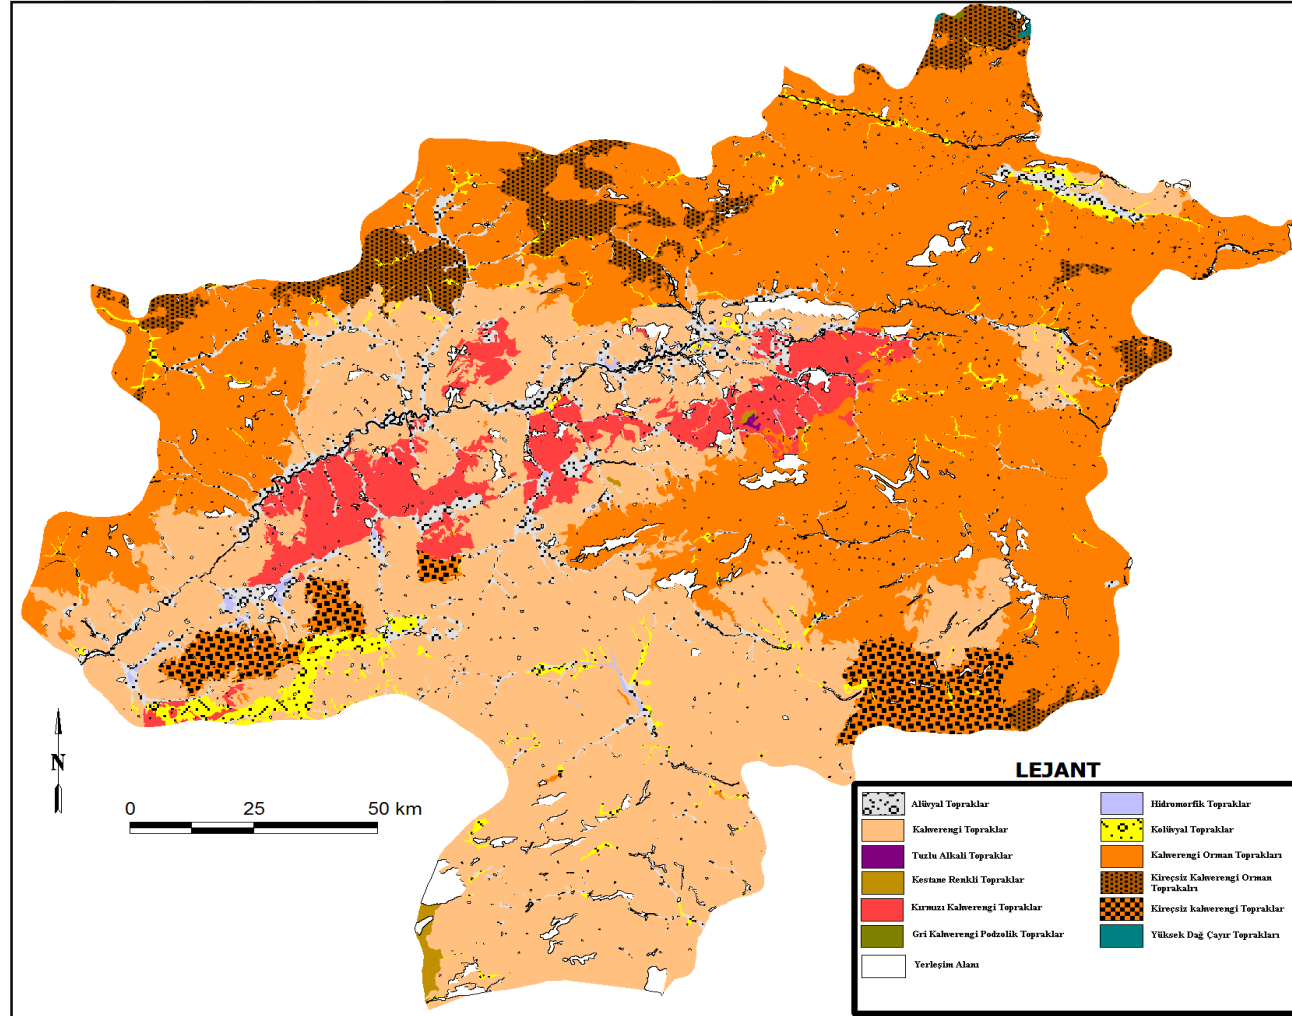 N
0 25 50 km
LEJANT
Alüvyal Topraklar
Kahverengi Topraklar
Tuzlu Alkali Topraklar
Kestane Renkli Topraklar
Kırmızı Kahverengi Topraklar
Gri Kahverengi Podzolik Topraklar
Yerleşim Alanı
Hidromorfik Topraklar
Kolüvyal Topraklar
Kahverengi Orman Toprakları
Kireçsiz Kahverengi Orman
Topraklrı
Kireçsiz kahverengi Topraklar
Yüksek Dağ Çayır Toprakları